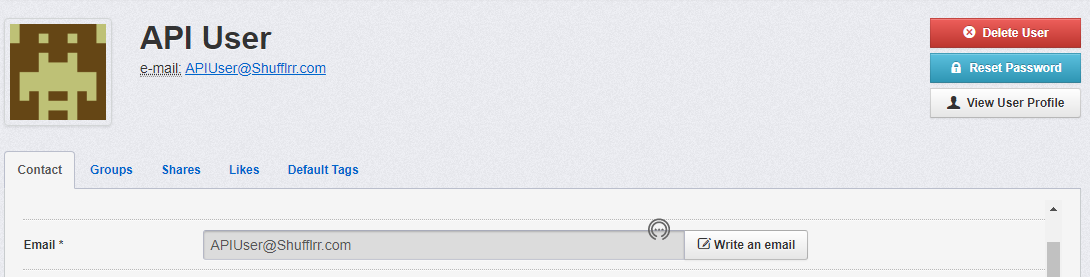 API User
e-mail: APIUser@Shufflrr.com
Delete User
Reset Password
View User Profile
Contact Groups Shares Likes Default Tags
Email * APIUser@Shufflrr.com Write an email